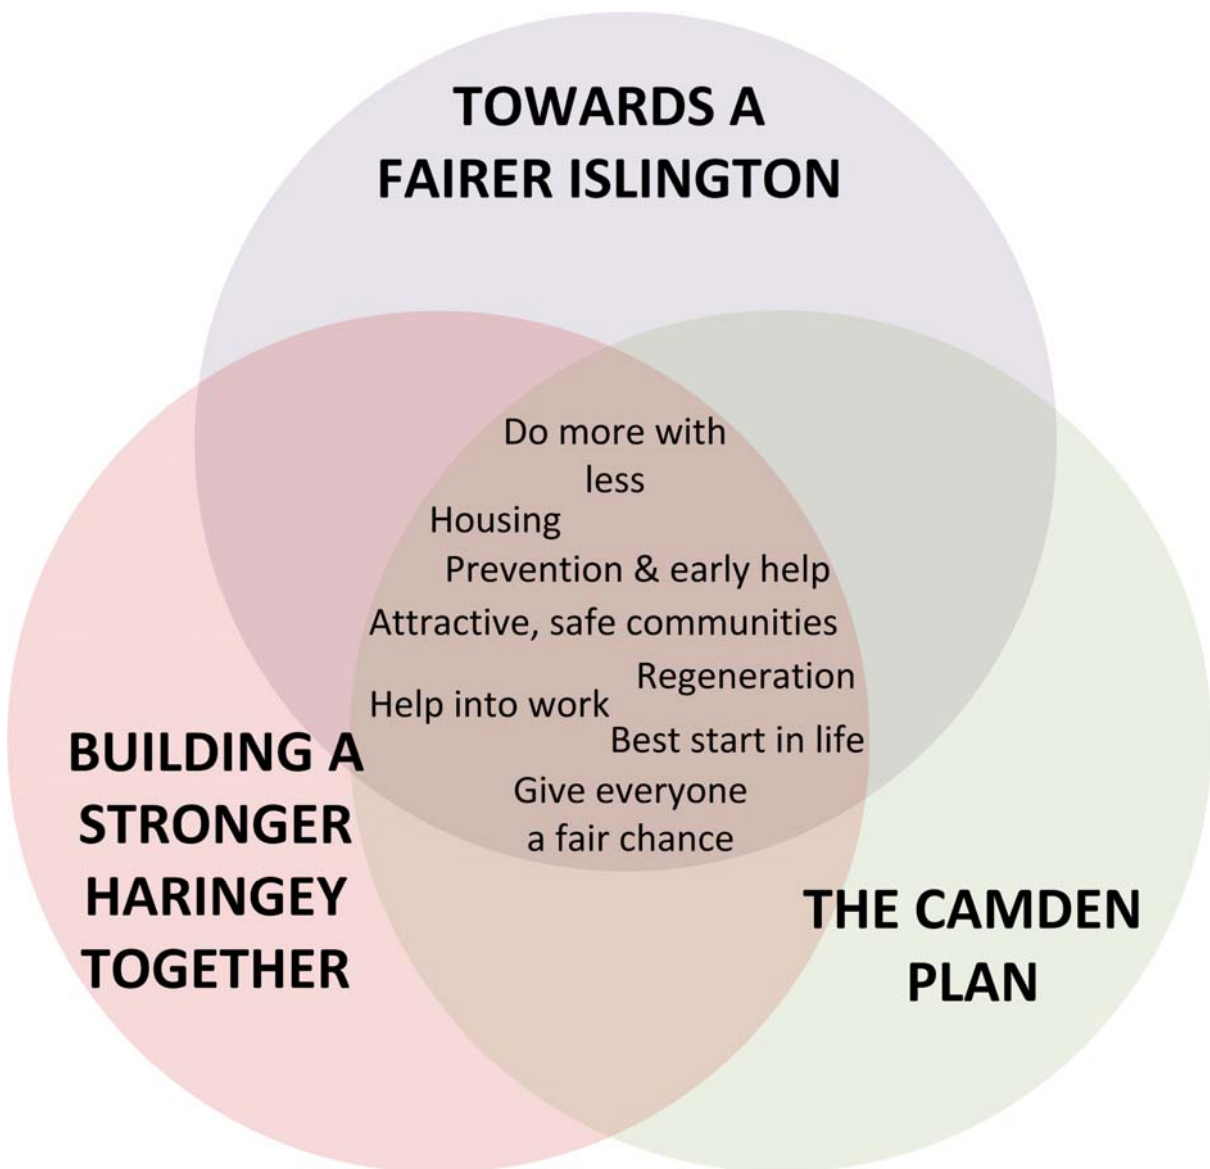 TOWARDS A
FAIRER ISLINGTON
Do more with
less
Housing
Prevention & early help
Attractive, safe communities
Regeneration
Help into work
Best start in life
Give everyone
a fair chance
BUILDING A
STRONGER
HARINGEY
TOGETHER
THE CAMDEN
PLAN